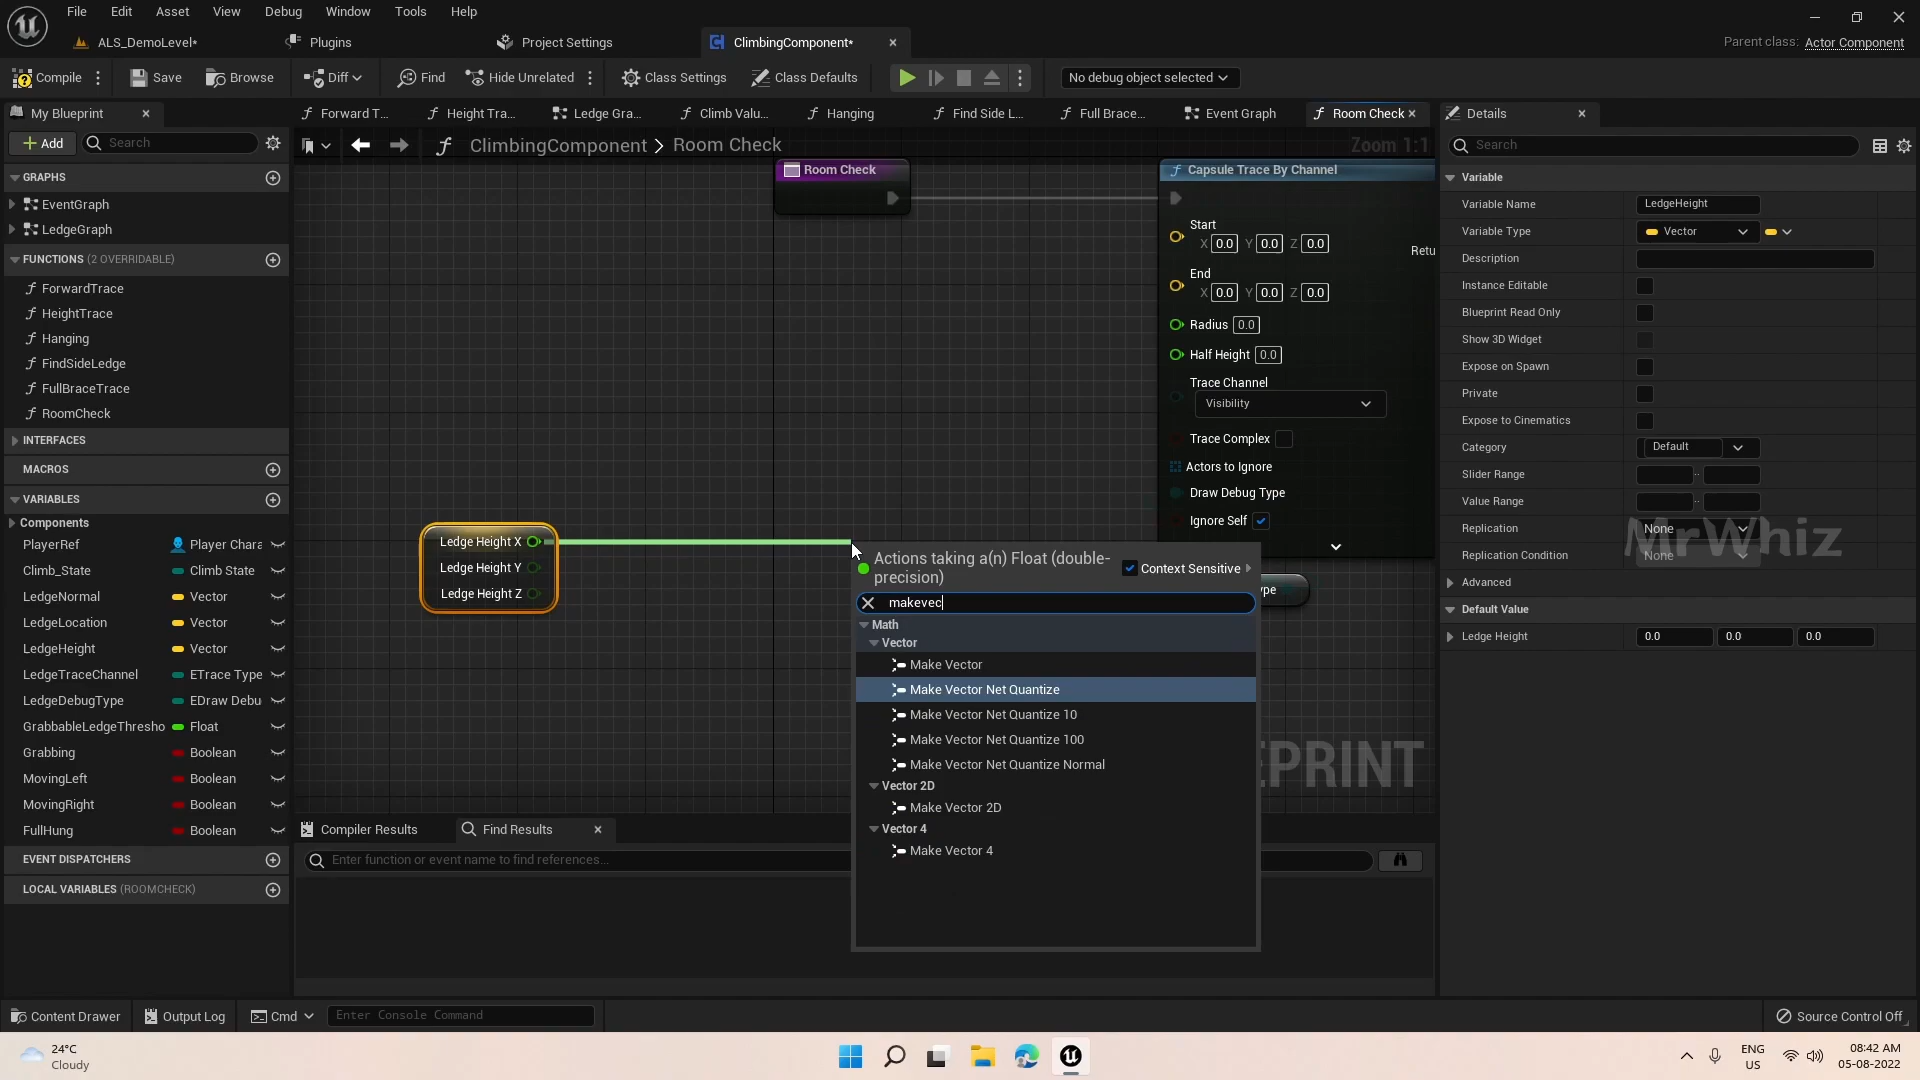 File Edit Asset View Debug Window Tools Help
ALS_DemoLevel* Plugins Project Settings ClimbingComponent*
Parent class: Actor Component
Compile Save Browse Diff Find Hide Unrelated Class Settings Class Defaults No debug object selected
My Blueprint
Forward T... Height Tra... Ledge Gra... Climb Valu... Hanging Find Side L... Full Brace... Event Graph Room Check
Details
Add Search
ClimbingComponent > Room Check
Zoom 1:1
Search
GRAPHS
EventGraph
LedgeGraph
FUNCTIONS (2 OVERRIDABLE)
ForwardTrace
HeightTrace
Hanging
FindSideLedge
FullBraceTrace
RoomCheck
INTERFACES
MACROS
VARIABLES
Components
PlayerRef Player Chara
Climb_State Climb State
LedgeNormal Vector
LedgeLocation Vector
LedgeHeight Vector
LedgeTraceChannel ETrace Type
LedgeDebugType EDraw Debu
GrabbableLedgeThresho Float
Grabbing Boolean
MovingLeft Boolean
MovingRight Boolean
FullHung Boolean
EVENT DISPATCHERS
LOCAL VARIABLES (ROOMCHECK)
Room Check
Capsule Trace By Channel
Start
X 0.0 Y 0.0 Z 0.0
Retu
End
X 0.0 Y 0.0 Z 0.0
Radius 0.0
Half Height 0.0
Trace Channel
Visibility
Trace Complex
Actors to Ignore
Draw Debug Type
Ignore Self
Ledge Height X
Ledge Height Y
Ledge Height Z
ype
Actions taking a(n) Float (double-
precision)
Context Sensitive
makevec
Math
Vector
Make Vector
Make Vector Net Quantize
Make Vector Net Quantize 10
Make Vector Net Quantize 100
Make Vector Net Quantize Normal
Vector 2D
Make Vector 2D
Vector 4
Make Vector 4
EPRINT
Compiler Results Find Results
Enter function or event name to find references...
Variable
Variable Name LedgeHeight
Variable Type Vector
Description
Instance Editable
Blueprint Read Only
Show 3D Widget
Expose on Spawn
Private
Expose to Cinematics
Category Default
Slider Range
Value Range
Replication None
Replication Condition None
MrWhiz
Advanced
Default Value
Ledge Height 0.0 0.0 0.0
Content Drawer Output Log Cmd Enter Console Command
Source Control Off
24°C
Cloudy
ENG
US
08:42 AM
05-08-2022